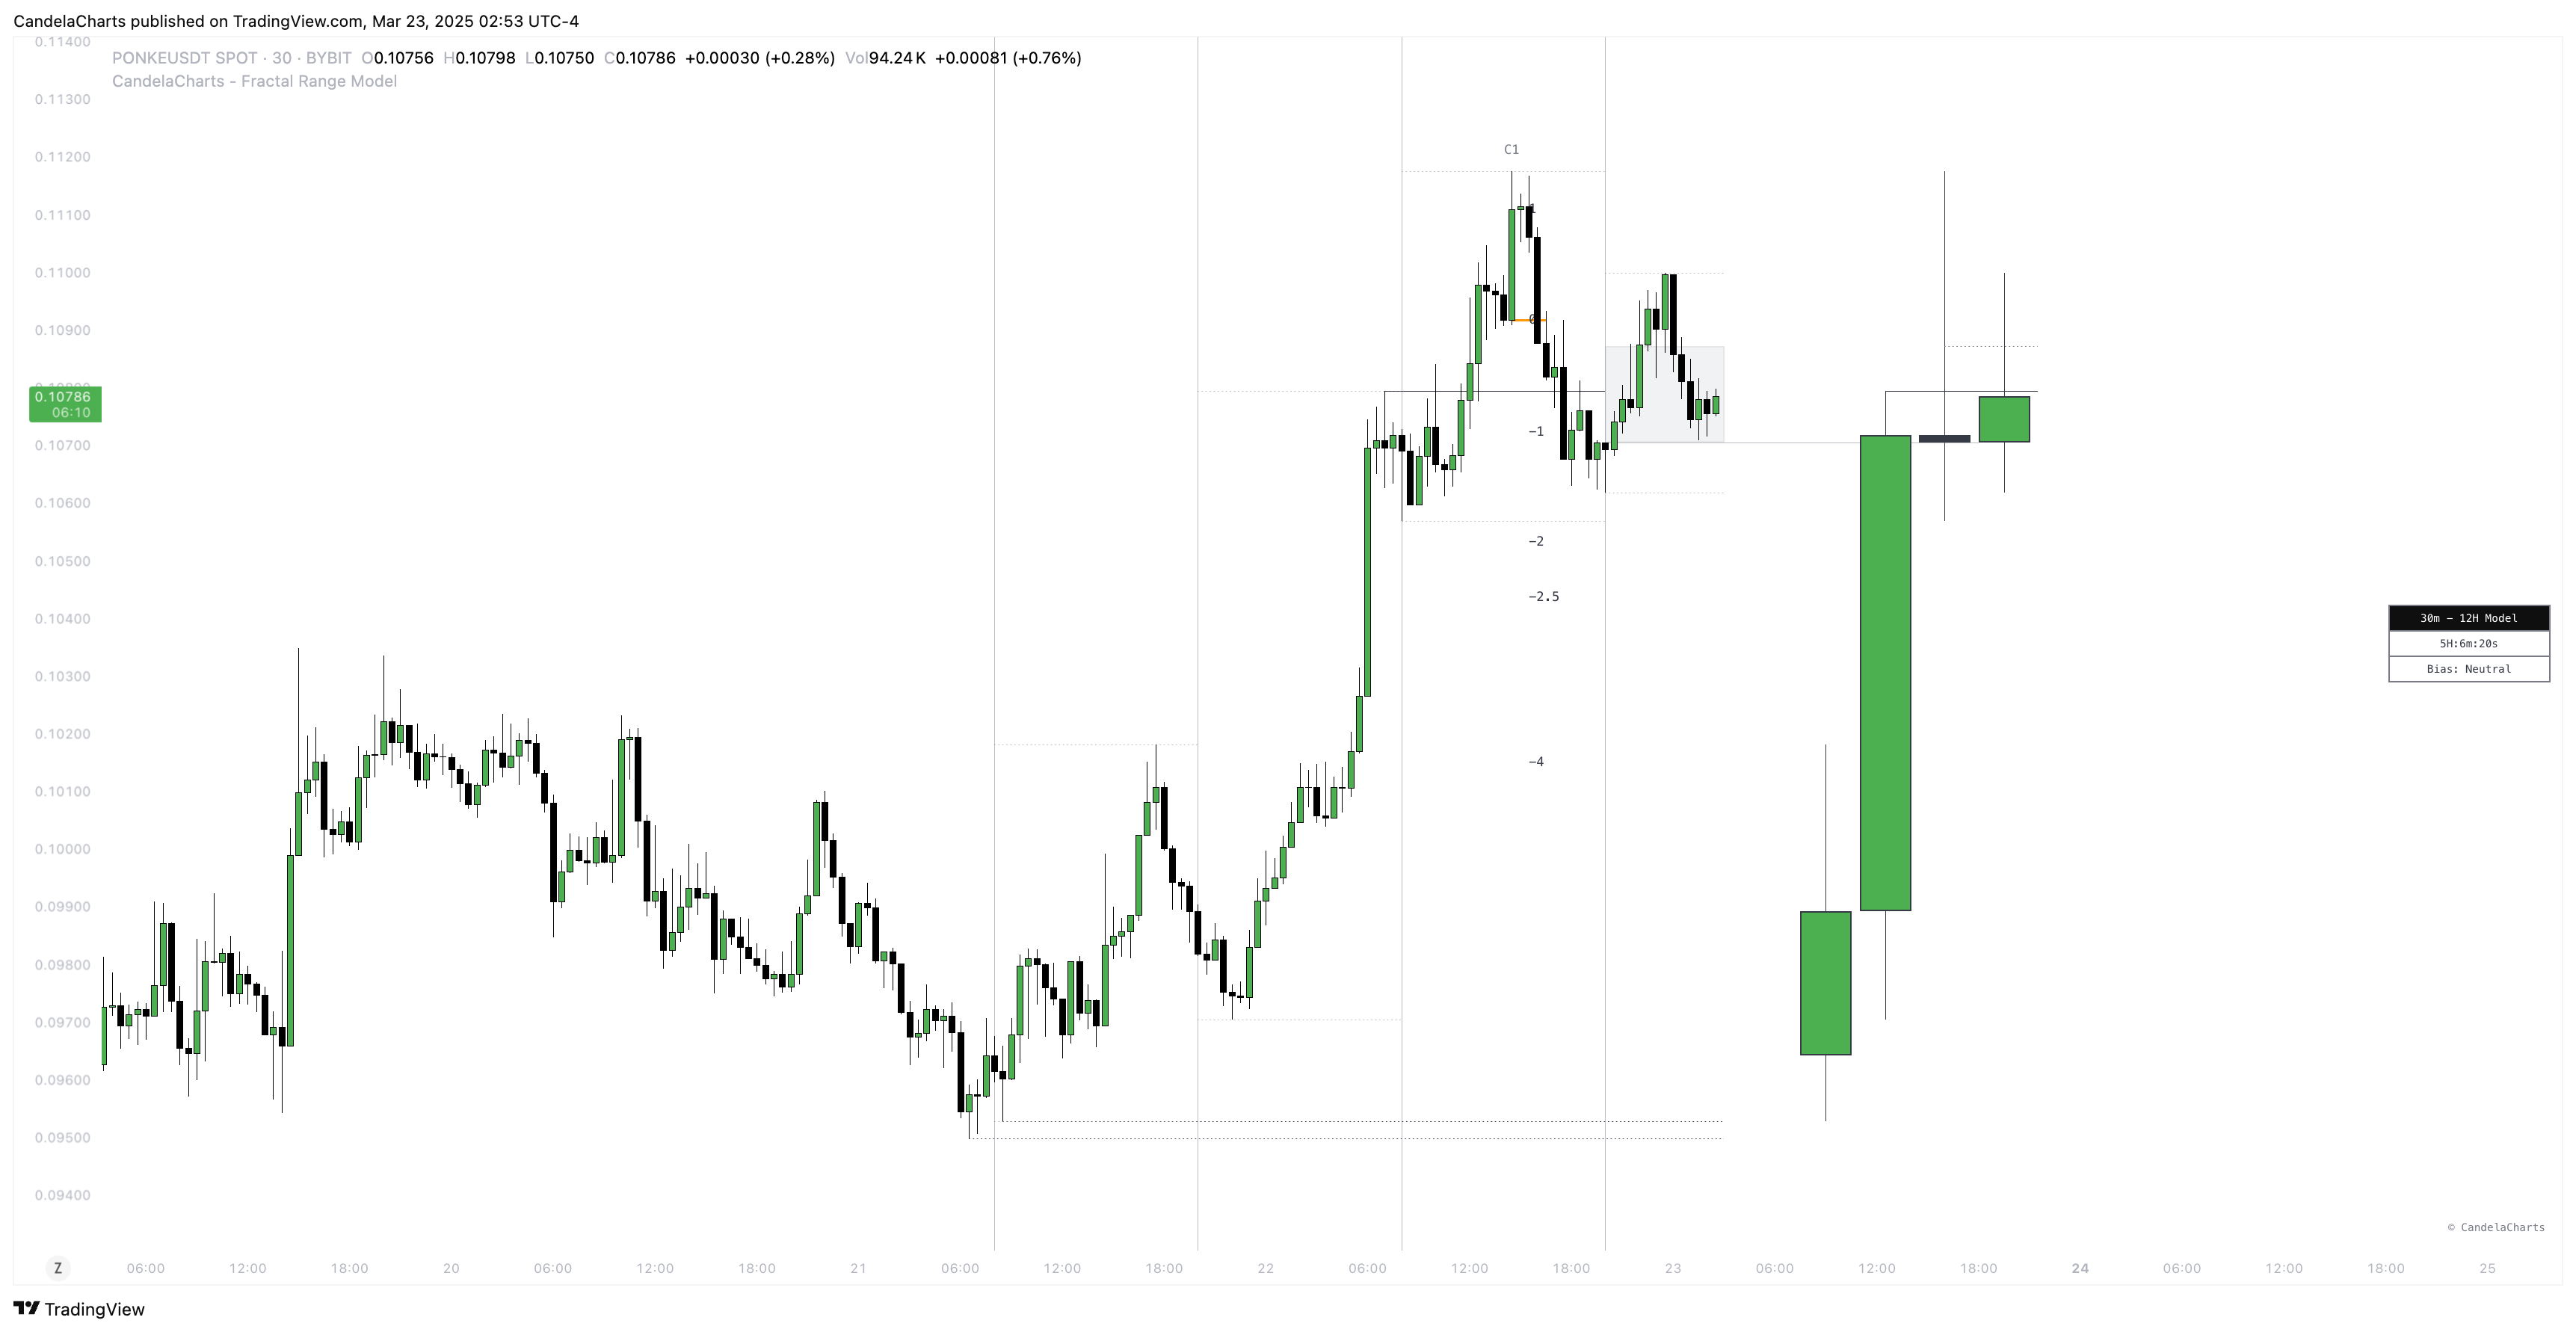 CandelaCharts published on TradingView.com, Mar 23, 2025 02:53 UTC-4
PONKEUSDT SPOT · 30 · BYBIT O0.10756 H0.10798 L0.10750 C0.10786 +0.00030 (+0.28%) Vol94.24 K +0.00081 (+0.76%)
CandelaCharts - Fractal Range Model
0.11400
0.11300
0.11200
0.11100
0.11000
0.10900
0.10786
06:10
0.10700
0.10600
0.10500
0.10400
0.10300
0.10200
0.10100
0.10000
0.09900
0.09800
0.09700
0.09600
0.09500
0.09400
C1
1
0
−1
−2
−2.5
−4
30m − 12H Model
5H:6m:20s
Bias: Neutral
© CandelaCharts
Z
06:00 12:00 18:00 20 06:00 12:00 18:00 21 06:00 12:00 18:00 22 06:00 12:00 18:00 23 06:00 12:00 18:00 24 06:00 12:00 18:00 25
TradingView